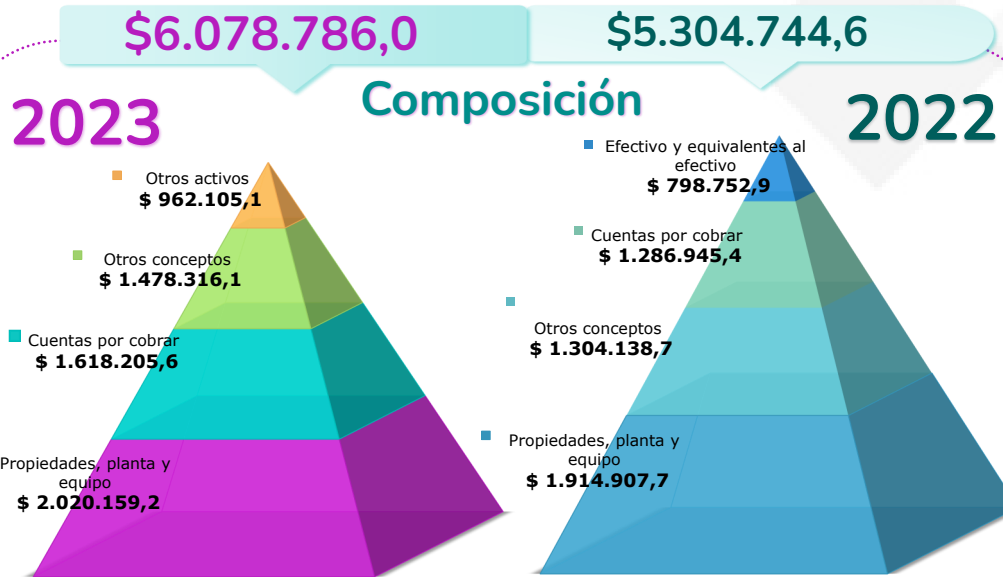 $6.078.786,0
$5.304.744,6
Composición
2023
2022
Otros activos
$ 962.105,1
Otros conceptos
$ 1.478.316,1
Cuentas por cobrar
$ 1.618.205,6
Propiedades, planta y
equipo
$ 2.020.159,2
Efectivo y equivalentes al
efectivo
$ 798.752,9
Cuentas por cobrar
$ 1.286.945,4
Otros conceptos
$ 1.304.138,7
Propiedades, planta y
equipo
$ 1.914.907,7